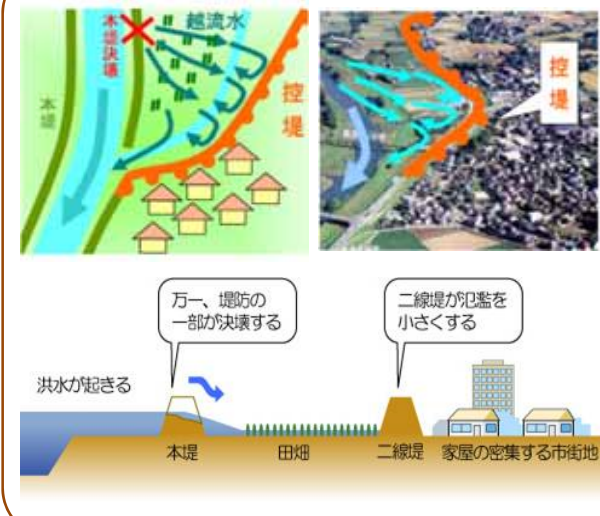 本堤決壊
越流水
控堤
本堤
控堤
万一、堤防の
一部が決壊する
二線堤が氾濫を
小さくする
洪水が起きる
本堤
田畑
二線堤
家屋の密集する市街地